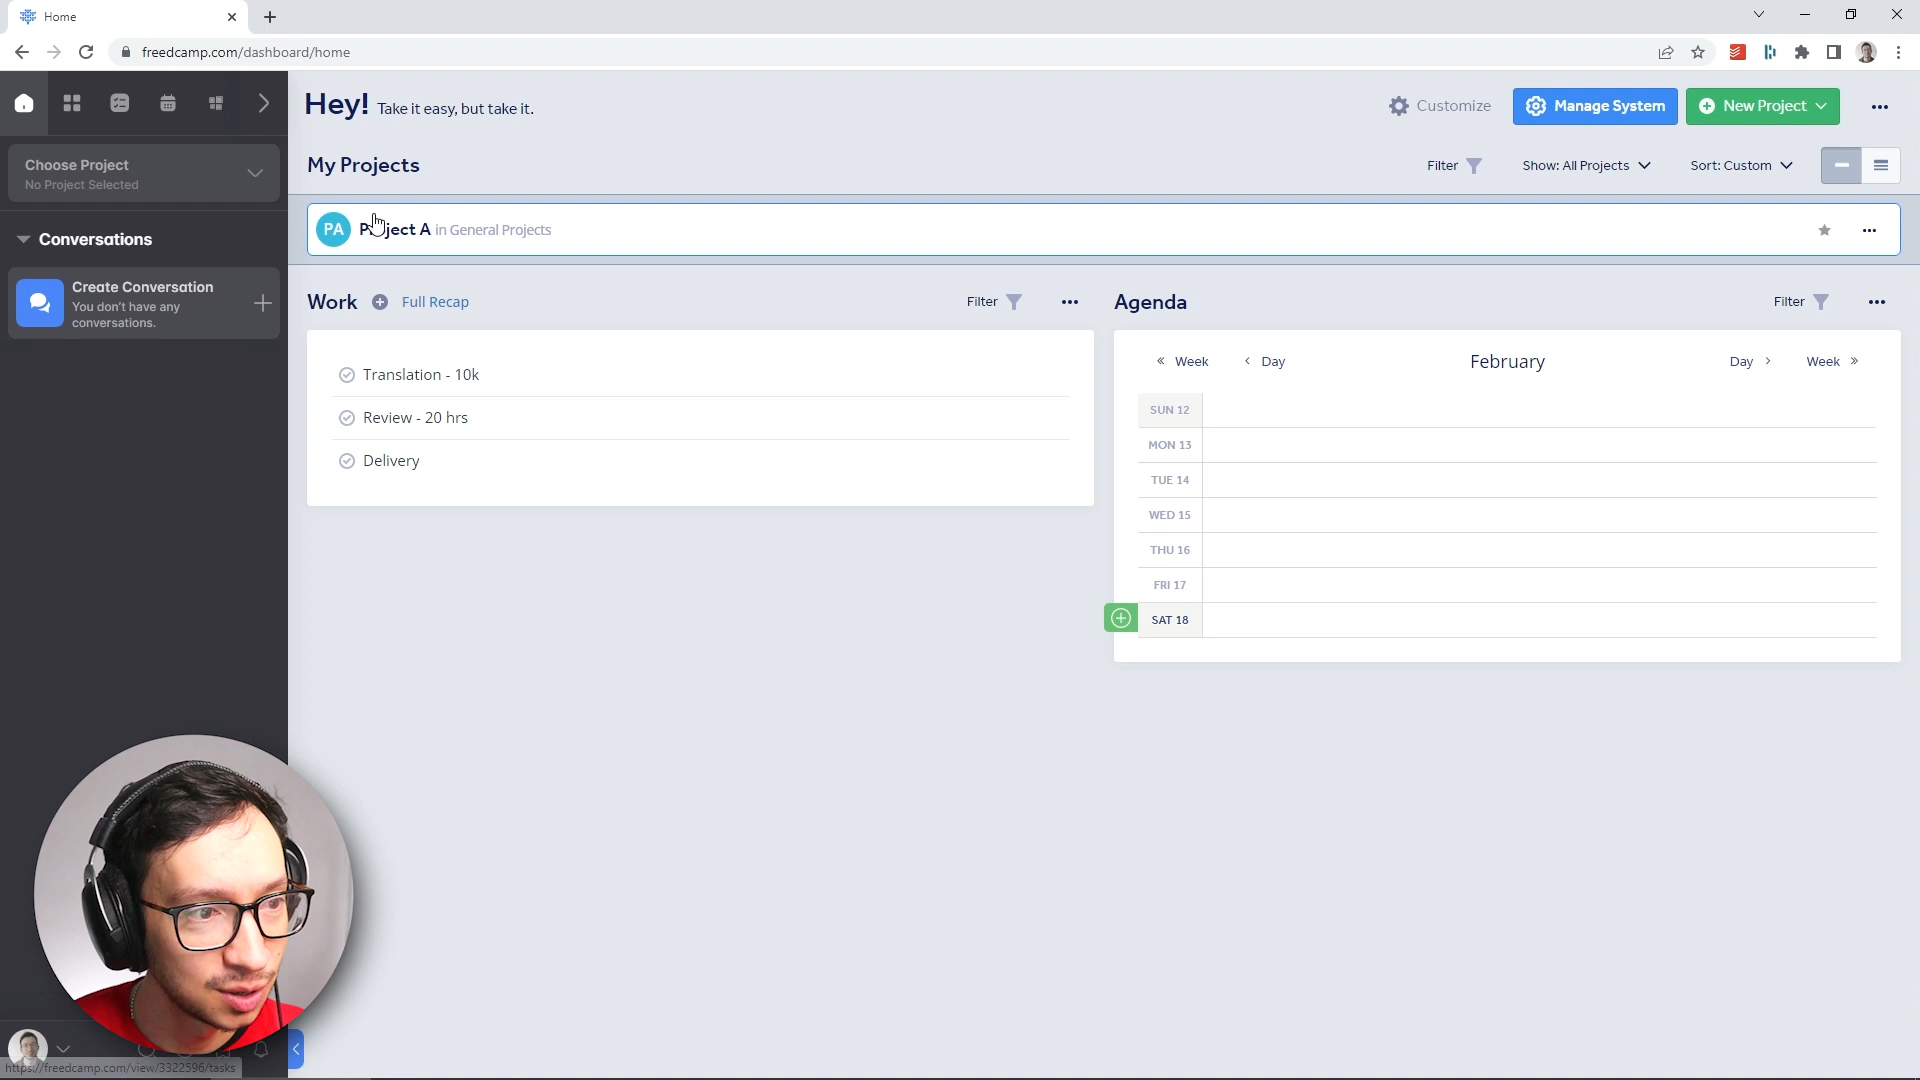 Home
freedcamp.com/dashboard/home
Hey! Take it easy, but take it.
Customize
Manage System
New Project
Choose Project
No Project Selected
My Projects
Filter
Show: All Projects
Sort: Custom
PA
Project A in General Projects
Conversations
Create Conversation
You don't have any
conversations.
Work
Full Recap
Filter
Translation - 10k
Review - 20 hrs
Delivery
Agenda
Filter
« Week
‹ Day
February
Day ›
Week »
SUN 12
MON 13
TUE 14
WED 15
THU 16
FRI 17
SAT 18
https://freedcamp.com/view/3322596/tasks